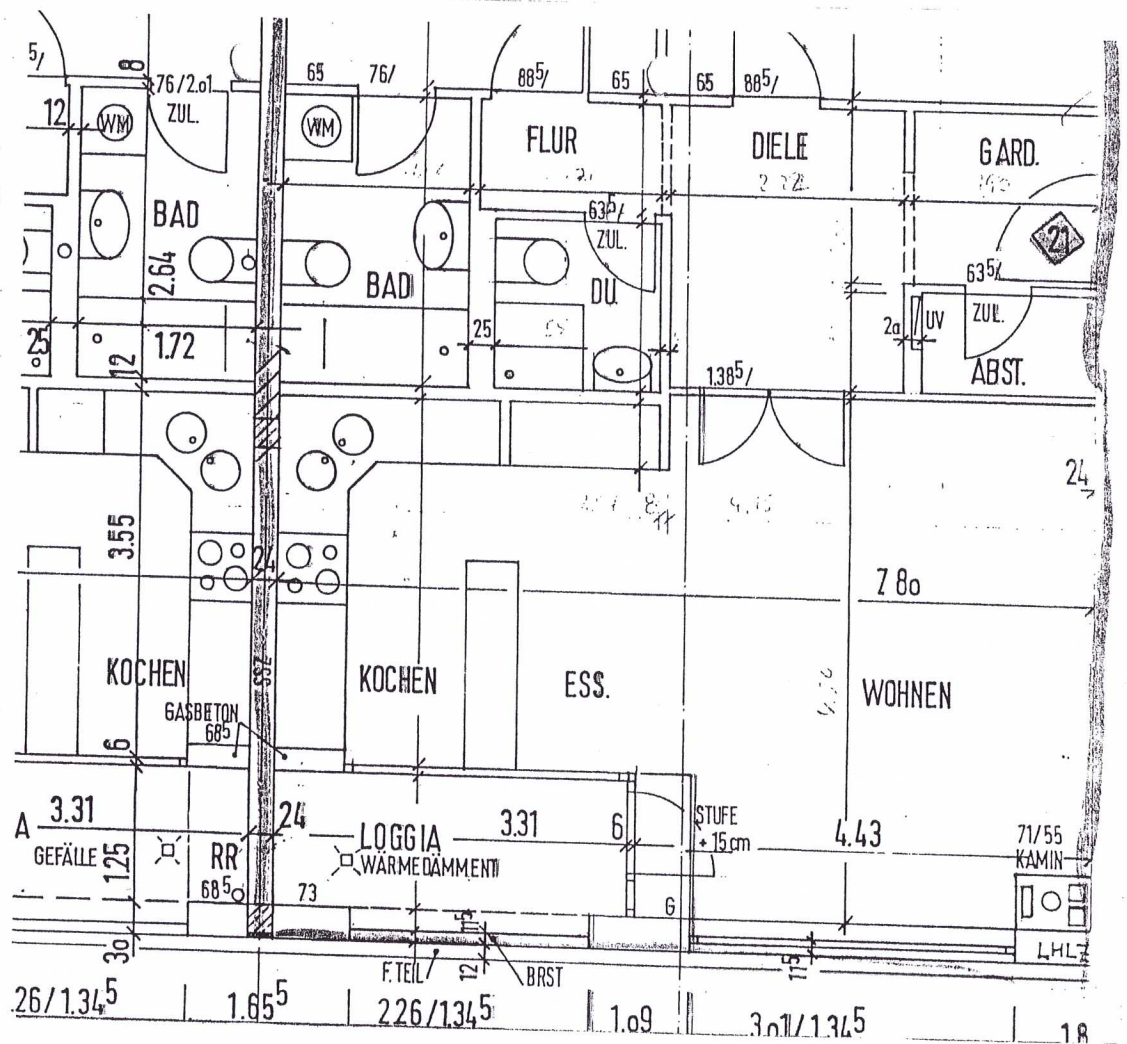 5/
8
76/2.01
65
76/
88⁵/
65
65
88⁵/
12
WM
ZUL.
WM
FLUR
DIELE
GARD.
BAD
63⁵/
ZUL.
21
2.64
BAD
DU.
63⁵/
25
1.72
25
2a
UV
ZUL.
12
1.38⁵/
ABST.
24
3.55
24
7 80
KOCHEN
KOCHEN
ESS.
WOHNEN
GASBETON
68⁵
6
A
3.31
24
LOGGIA
3.31
6
STUFE
+ 15 cm
4.43
71/55
KAMIN
GEFÄLLE
1.25
RR
WÄRMEDÄMMENT
68⁵
73
6
11⁵
30
F.TEIL
12
BRST
11⁵
LHLZ
.26/1.34⁵
1.65⁵
2.26/1.34⁵
1.09
3.01/1.34⁵
1.8